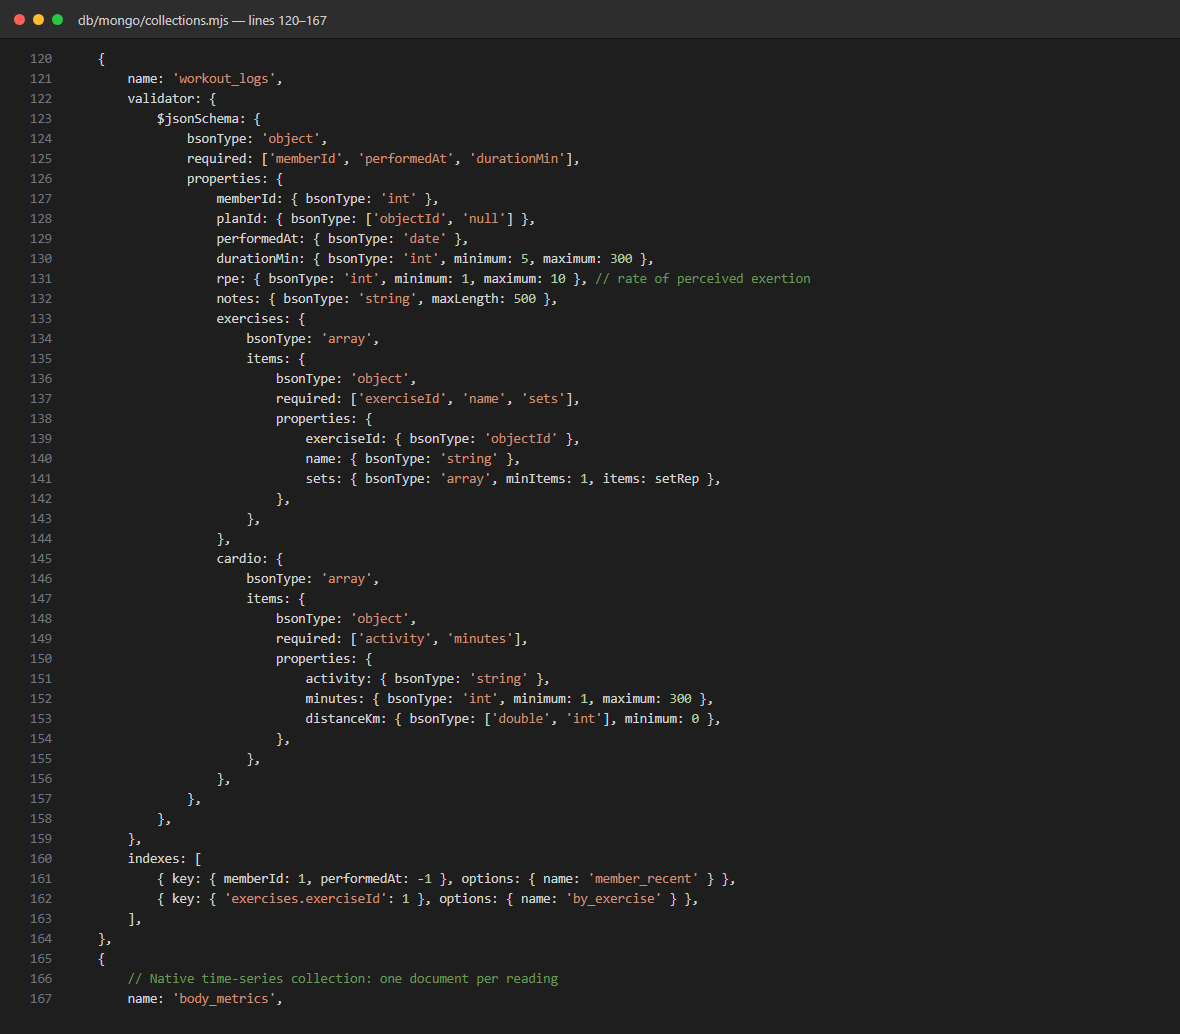 db/mongo/collections.mjs — lines 120–167
120     {
121         name: 'workout_logs',
122         validator: {
123             $jsonSchema: {
124                 bsonType: 'object',
125                 required: ['memberId', 'performedAt', 'durationMin'],
126                 properties: {
127                     memberId: { bsonType: 'int' },
128                     planId: { bsonType: ['objectId', 'null'] },
129                     performedAt: { bsonType: 'date' },
130                     durationMin: { bsonType: 'int', minimum: 5, maximum: 300 },
131                     rpe: { bsonType: 'int', minimum: 1, maximum: 10 }, // rate of perceived exertion
132                     notes: { bsonType: 'string', maxLength: 500 },
133                     exercises: {
134                         bsonType: 'array',
135                         items: {
136                             bsonType: 'object',
137                             required: ['exerciseId', 'name', 'sets'],
138                             properties: {
139                                 exerciseId: { bsonType: 'objectId' },
140                                 name: { bsonType: 'string' },
141                                 sets: { bsonType: 'array', minItems: 1, items: setRep },
142                             },
143                         },
144                     },
145                     cardio: {
146                         bsonType: 'array',
147                         items: {
148                             bsonType: 'object',
149                             required: ['activity', 'minutes'],
150                             properties: {
151                                 activity: { bsonType: 'string' },
152                                 minutes: { bsonType: 'int', minimum: 1, maximum: 300 },
153                                 distanceKm: { bsonType: ['double', 'int'], minimum: 0 },
154                             },
155                         },
156                     },
157                 },
158             },
159         },
160         indexes: [
161             { key: { memberId: 1, performedAt: -1 }, options: { name: 'member_recent' } },
162             { key: { 'exercises.exerciseId': 1 }, options: { name: 'by_exercise' } },
163         ],
164     },
165     {
166         // Native time-series collection: one document per reading
167         name: 'body_metrics',